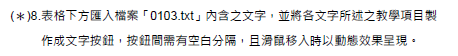 (＊)8.表格下方匯入檔案「0103.txt」內含之文字，並將各文字所述之教學項目製
作成文字按鈕，按鈕間需有空白分隔，且滑鼠移入時以動態效果呈現。